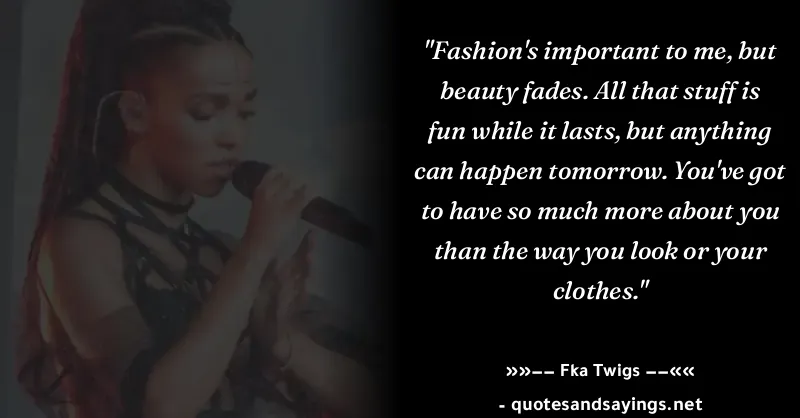 "Fashion's important to me, but
beauty fades. All that stuff is
fun while it lasts, but anything
can happen tomorrow. You've got
to have so much more about you
than the way you look or your
clothes."
»»−− Fka Twigs −−««
- quotesandsayings.net